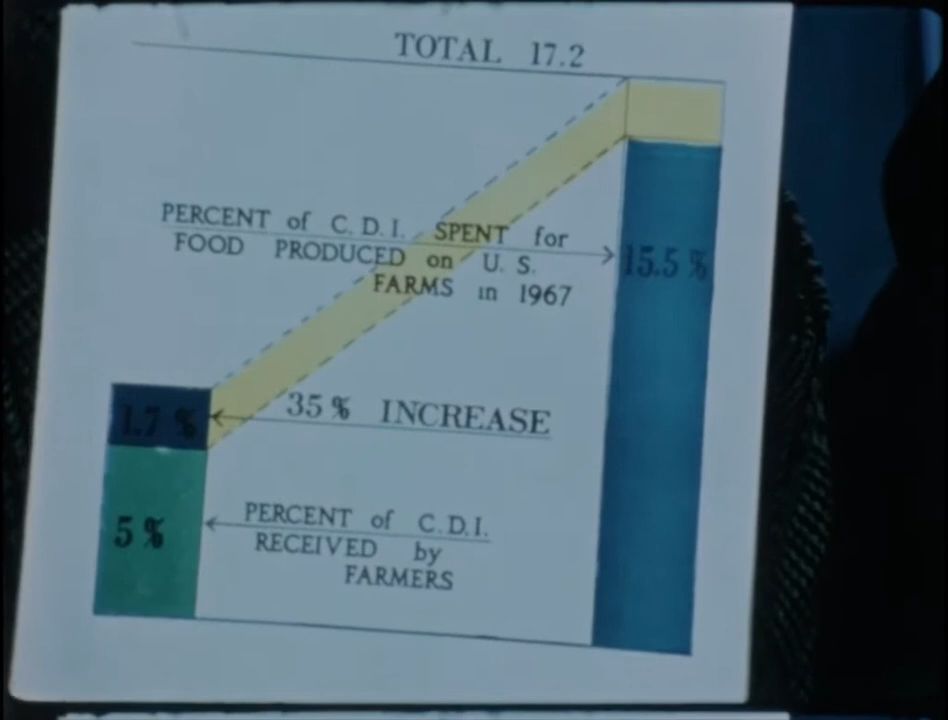 TOTAL 17.2
PERCENT of C.D.I. SPENT for
FOOD PRODUCED on U.S.
FARMS in 1967
15.5 %
1.7 %
35 % INCREASE
5 %
PERCENT of C.D.I.
RECEIVED by
FARMERS